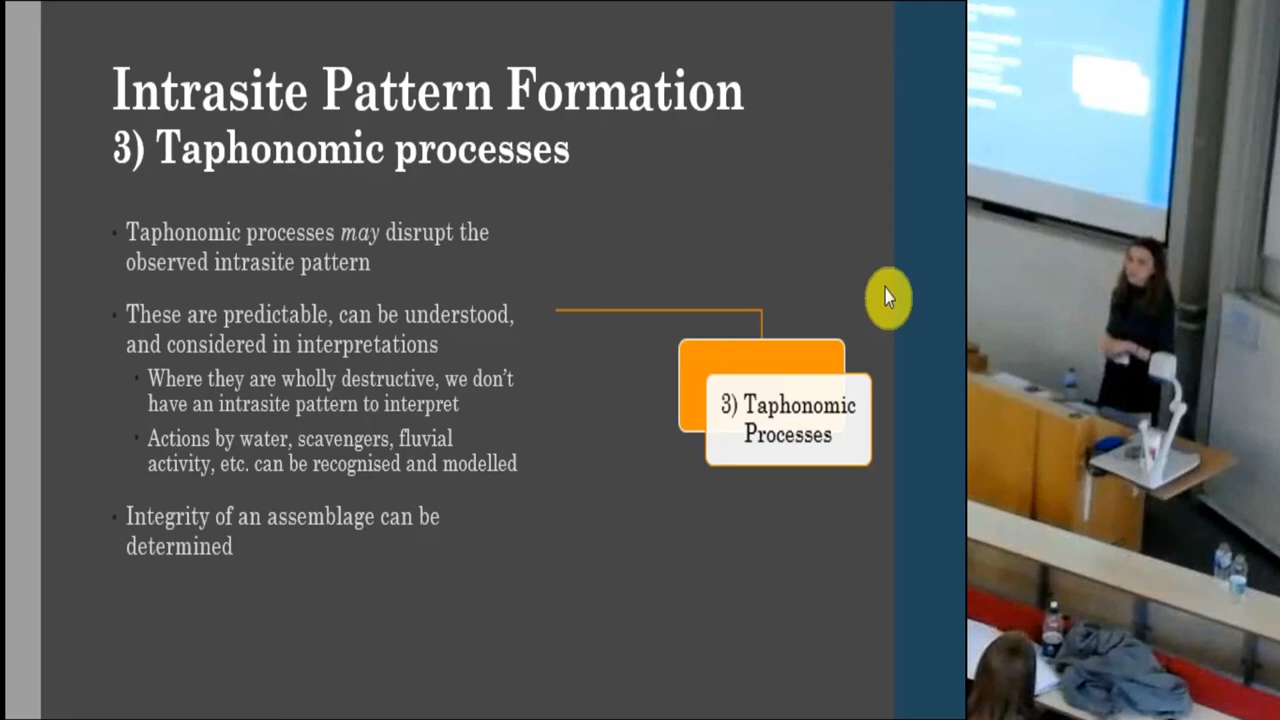 Intrasite Pattern Formation
3) Taphonomic processes
Taphonomic processes may disrupt the
observed intrasite pattern
These are predictable, can be understood,
and considered in interpretations
Where they are wholly destructive, we don't
have an intrasite pattern to interpret
Actions by water, scavengers, fluvial
activity, etc. can be recognised and modelled
Integrity of an assemblage can be
determined
3) Taphonomic
Processes